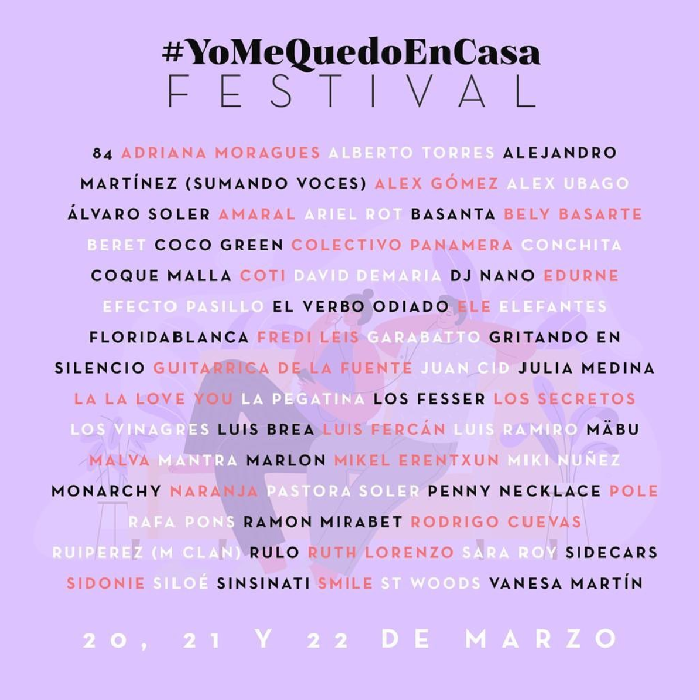 #YoMeQuedoEnCasa
FESTIVAL
84 ADRIANA MORAGUES ALBERTO TORRES ALEJANDRO
MARTÍNEZ (SUMANDO VOCES) ALEX GÓMEZ ALEX UBAGO
ÁLVARO SOLER AMARAL ARIEL ROT BASANTA BELY BASARTE
BERET COCO GREEN COLECTIVO PANAMERA CONCHITA
COQUE MALLA COTI DAVID DEMARIA DJ NANO EDURNE
EFECTO PASILLO EL VERBO ODIADO ELE ELEFANTES
FLORIDABLANCA FREDI LEIS GARABATTO GRITANDO EN
SILENCIO GUITARRICA DE LA FUENTE JUAN CID JULIA MEDINA
LA LA LOVE YOU LA PEGATINA LOS FESSER LOS SECRETOS
LOS VINAGRES LUIS BREA LUIS FERCÁN LUIS RAMIRO MÄBU
MALVA MANTRA MARLON MIKEL ERENTXUN MIKI NUÑEZ
MONARCHY NARANJA PASTORA SOLER PENNY NECKLACE POLE
RAFA PONS RAMON MIRABET RODRIGO CUEVAS
RUIPEREZ (M CLAN) RULO RUTH LORENZO SARA ROY SIDECARS
SIDONIE SILOÉ SINSINATI SMILE ST WOODS VANESA MARTÍN
20, 21 Y 22 DE MARZO